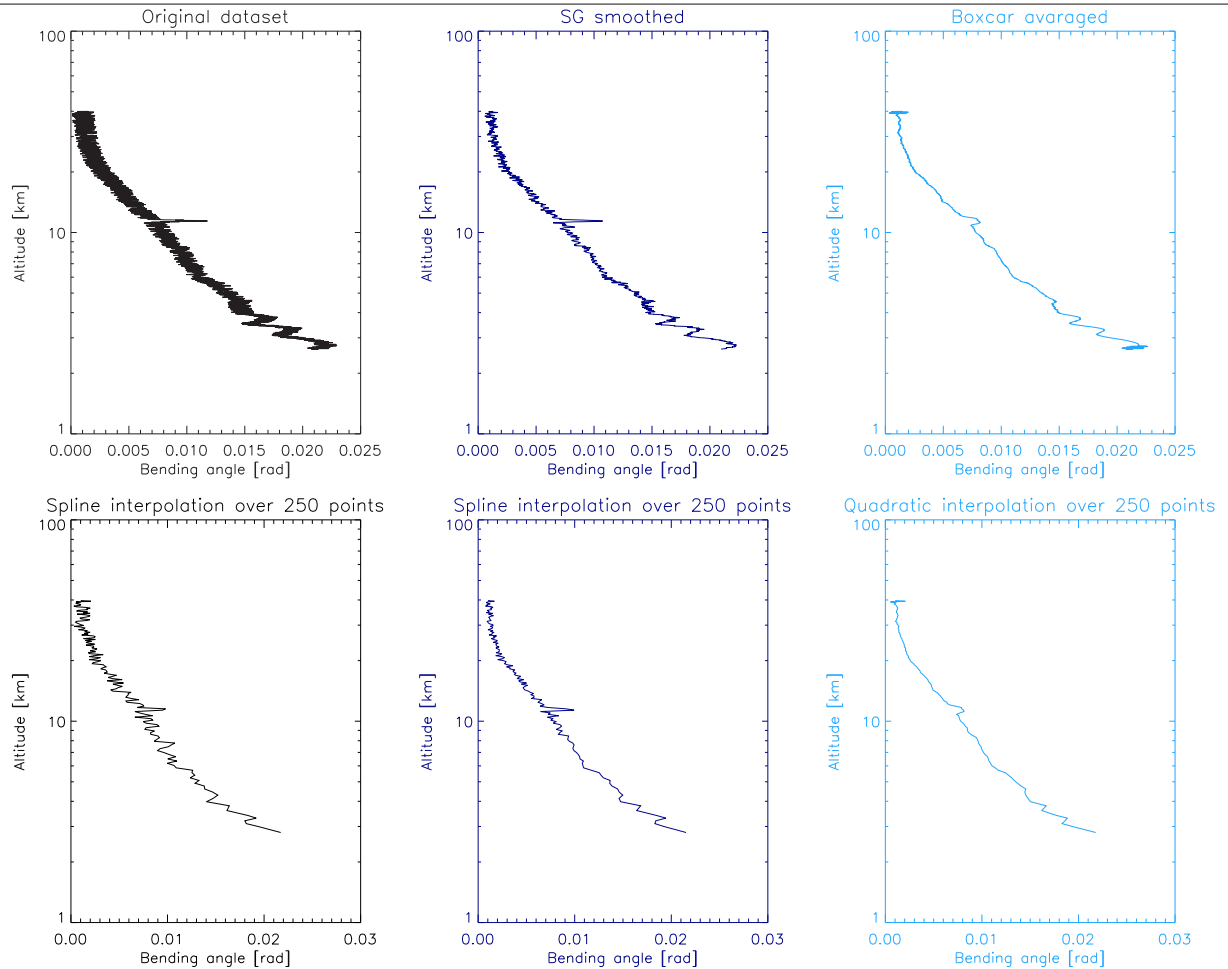 Original dataset
100
10
1
Altitude [km]
0.000 0.005 0.010 0.015 0.020 0.025
Bending angle [rad]
SG smoothed
100
10
1
Altitude [km]
0.000 0.005 0.010 0.015 0.020 0.025
Bending angle [rad]
Boxcar avaraged
100
10
1
Altitude [km]
0.000 0.005 0.010 0.015 0.020 0.025
Bending angle [rad]
Spline interpolation over 250 points
100
10
1
Altitude [km]
0.00 0.01 0.02 0.03
Bending angle [rad]
Spline interpolation over 250 points
100
10
1
Altitude [km]
0.00 0.01 0.02 0.03
Bending angle [rad]
Quadratic interpolation over 250 points
100
10
1
Altitude [km]
0.00 0.01 0.02 0.03
Bending angle [rad]